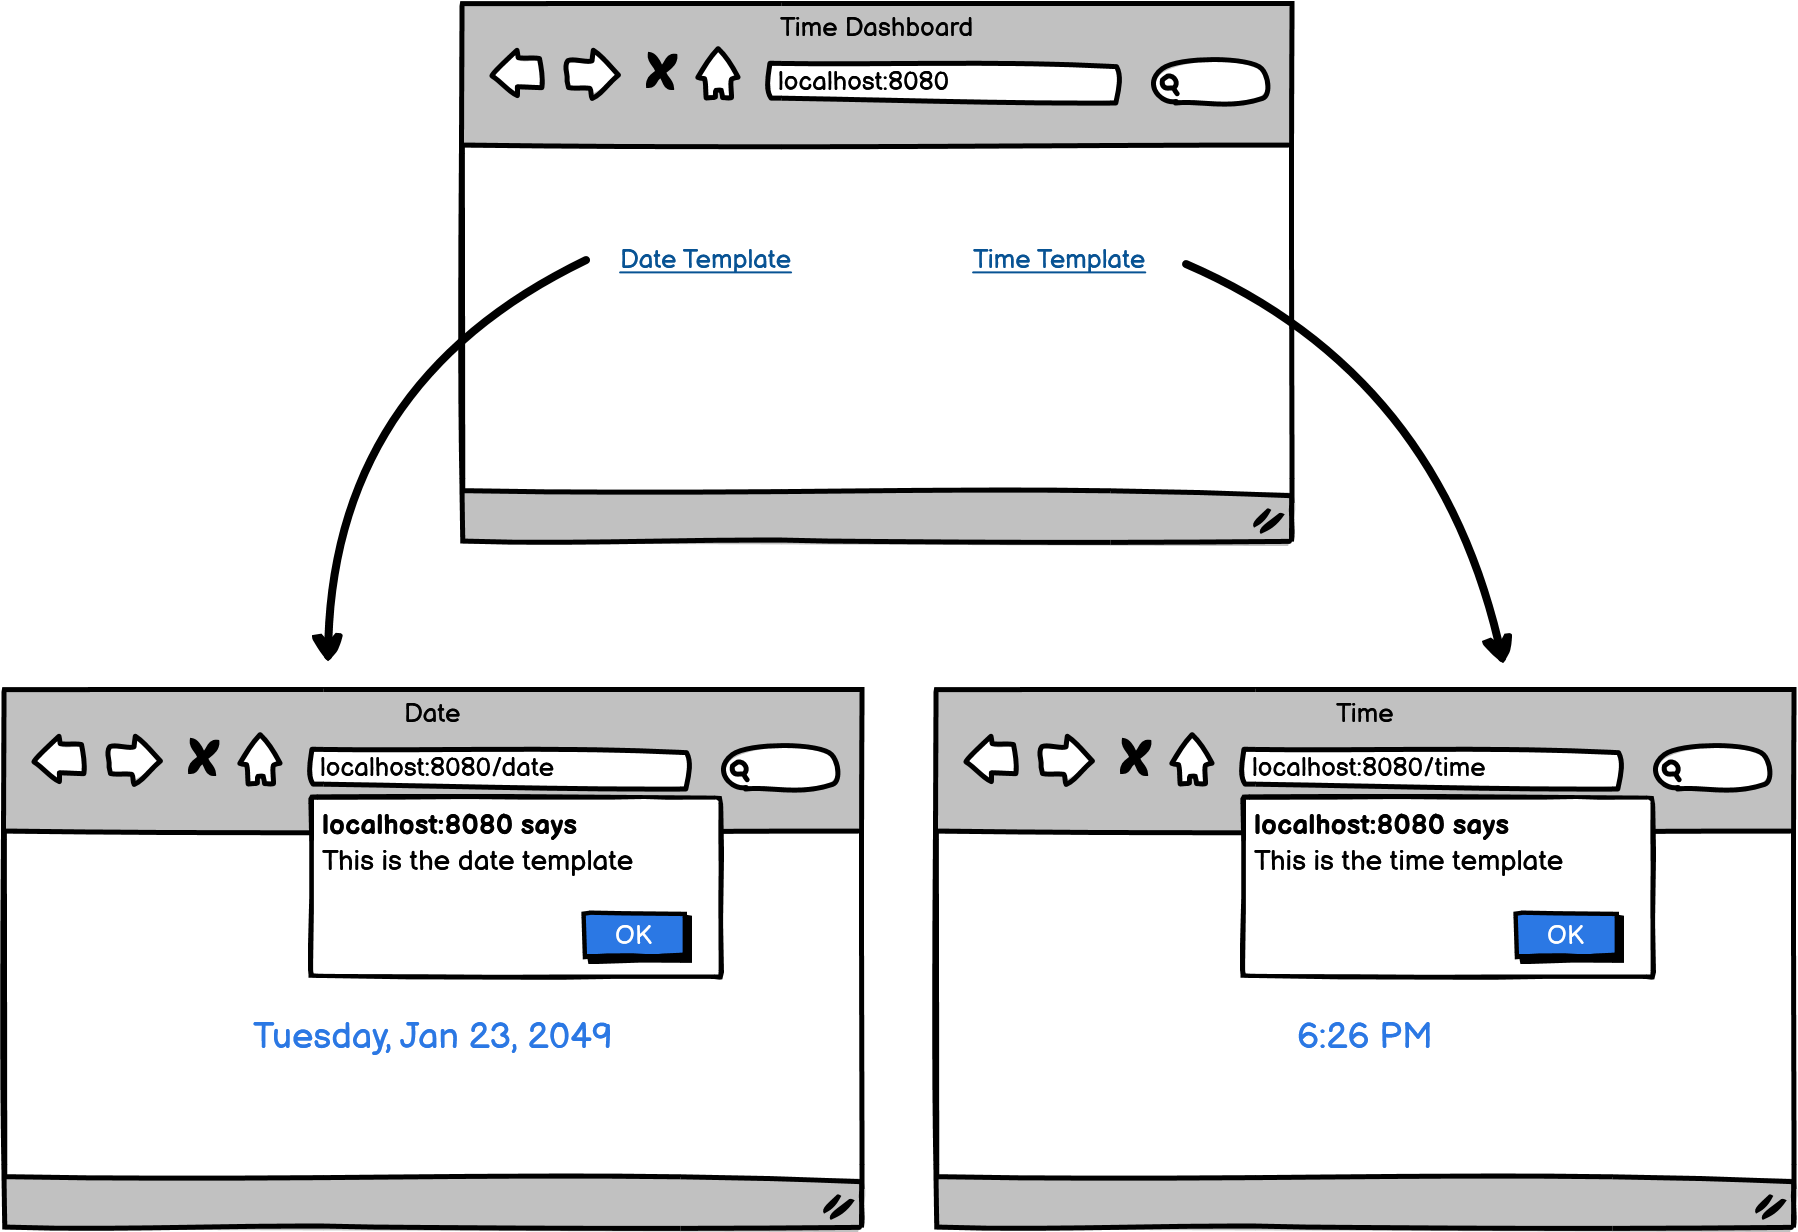 Time Dashboard
localhost:8080
Date Template
Time Template
Date
localhost:8080/date
localhost:8080 says
This is the date template
OK
Tuesday, Jan 23, 2049
Time
localhost:8080/time
localhost:8080 says
This is the time template
OK
6:26 PM